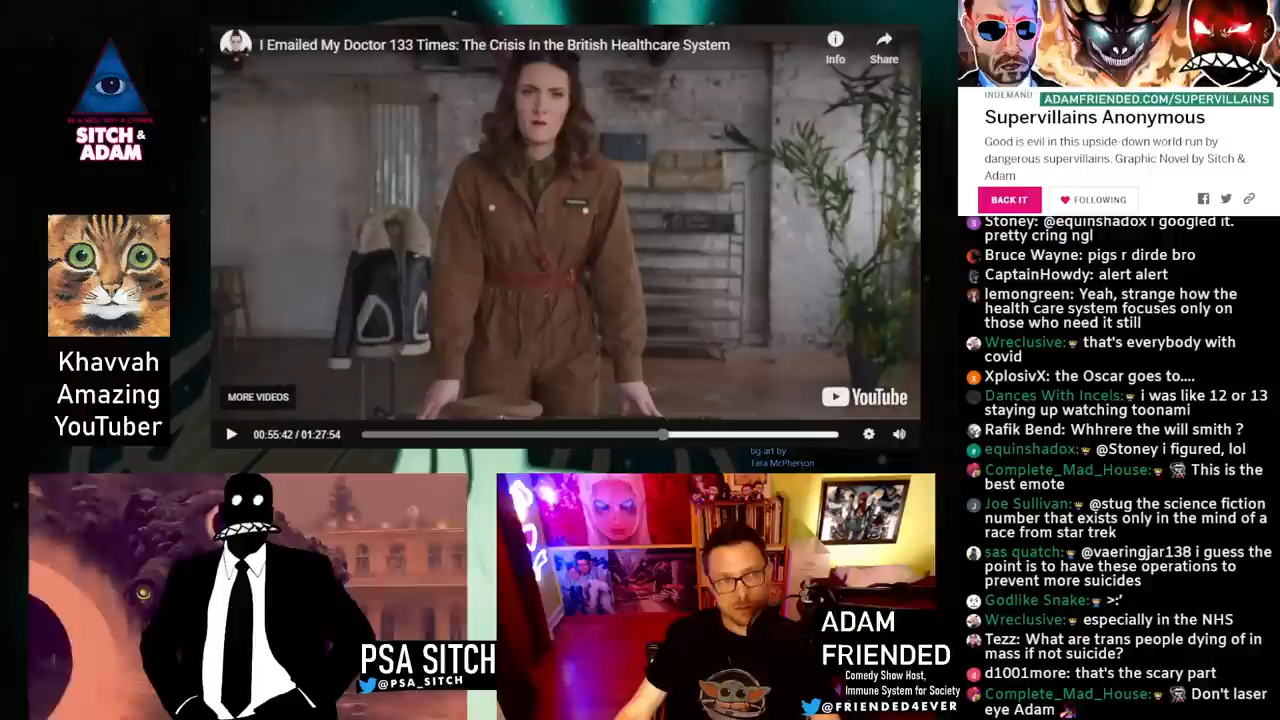 I Emailed My Doctor 133 Times: The Crisis In the British Healthcare System
Info
Share
MORE VIDEOS
YouTube
00:55:42 / 01:27:54
bg art by
Tara McPherson
SITCH &
ADAM
Khavvah
Amazing
YouTuber
PSA SITCH
@PSA_SITCH
ADAM
FRIENDED
Comedy Show Host,
Immune System for Society
@FRIENDED4EVER
INDEMAND
ADAMFRIENDED.COM/SUPERVILLAINS
Supervillains Anonymous
Good is evil in this upside-down world run by
dangerous supervillains. Graphic Novel by Sitch &
Adam
BACK IT
FOLLOWING
Stoney: @equinshadox i googled it.
pretty cring ngl
Bruce Wayne: pigs r dirde bro
CaptainHowdy: alert alert
lemongreen: Yeah, strange how the
health care system focuses only on
those who need it still
Wreclusive: that's everybody with
covid
XplosivX: the Oscar goes to....
Dances With Incels: i was like 12 or 13
staying up watching toonami
Rafik Bend: Whhrere the will smith ?
equinshadox: @Stoney i figured, lol
Complete_Mad_House: This is the
best emote
Joe Sullivan: @stug the science fiction
number that exists only in the mind of a
race from star trek
sas quatch: @vaeringjar138 i guess the
point is to have these operations to
prevent more suicides
Godlike Snake: >:'
Wreclusive: especially in the NHS
Tezz: What are trans people dying of in
mass if not suicide?
d1001more: that's the scary part
Complete_Mad_House: Don't laser
eye Adam